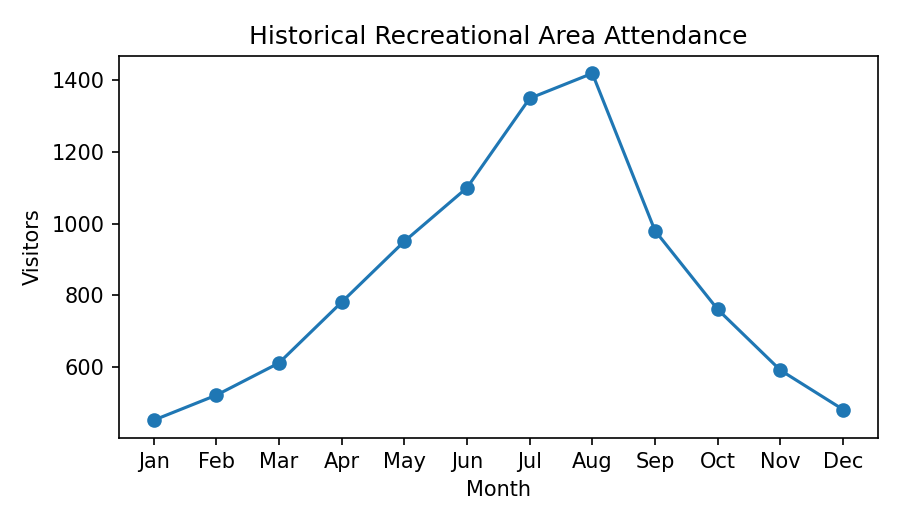 Historical Recreational Area Attendance
Visitors
1400
1200
1000
800
600
Jan Feb Mar Apr May Jun Jul Aug Sep Oct Nov Dec
Month